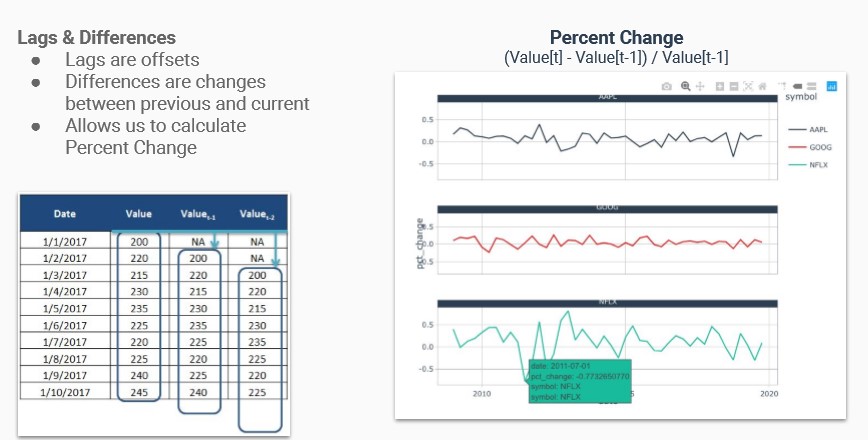 Lags & Differences
● Lags are offsets
● Differences are changes
between previous and current
● Allows us to calculate
Percent Change
Date Value Value t-1 Value t-2
1/1/2017 200 NA NA
1/2/2017 220 200 NA
1/3/2017 215 220 200
1/4/2017 230 215 220
1/5/2017 235 230 215
1/6/2017 225 235 230
1/7/2017 220 225 235
1/8/2017 225 220 225
1/9/2017 240 225 220
1/10/2017 245 240 225
Percent Change
(Value[t] - Value[t-1]) / Value[t-1]
AAPL
symbol
AAPL
GOOG
NFLX
0.5
0.0
-0.5
GOOG
pct_change
0.5
0.0
-0.5
NFLX
0.5
0.0
-0.5
date: 2011-07-01
pct_change: -0.7732650770
symbol: NFLX
symbol: NFLX
2010
5
2020